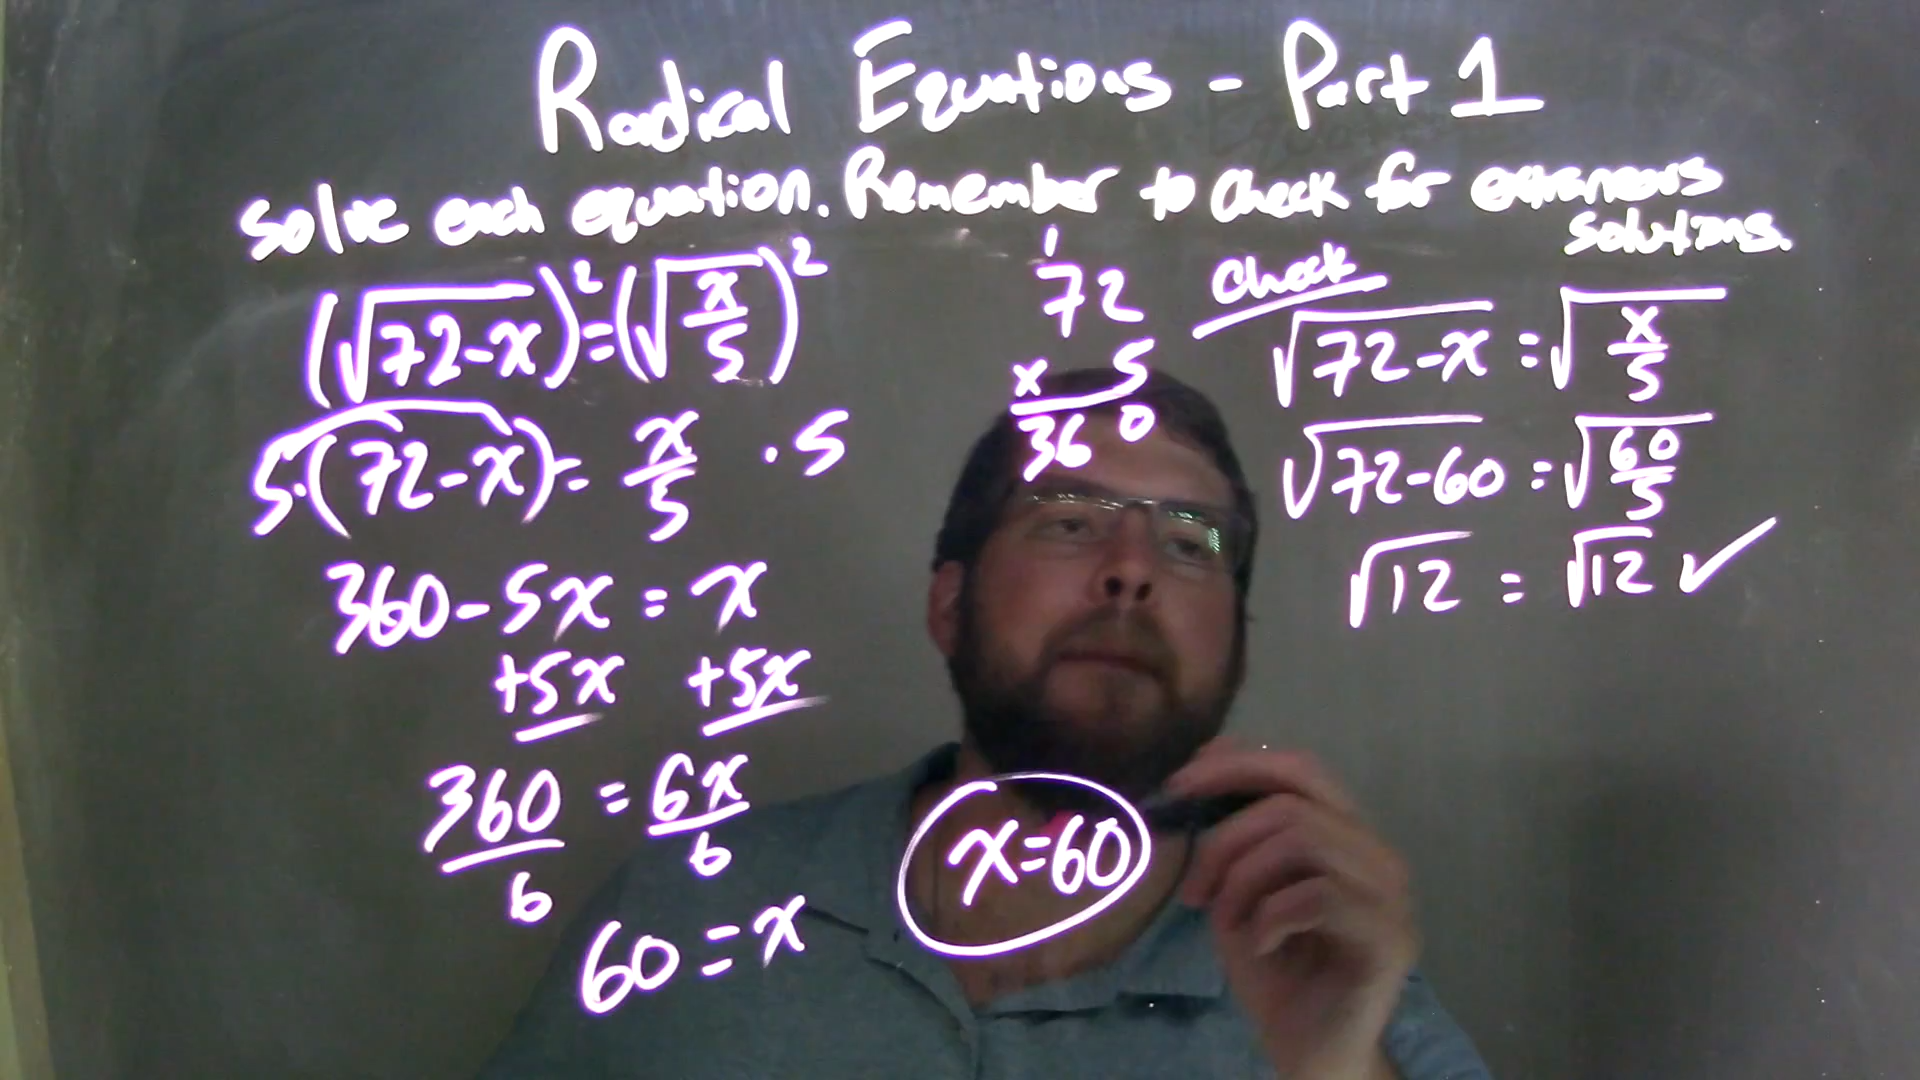 Radical Equations - Part 1
Solve each equation. Remember to check for extraneous
solutions.
(√72-x)² = (√x/5)²
5·(72-x) = x/5 · 5
360-5x = x
+5x +5x
360/6 = 6x/6
60 = x
x=60
1
72
x 5
360
Check
√72-x = √x/5
√72-60 = √60/5
√12 = √12 ✓